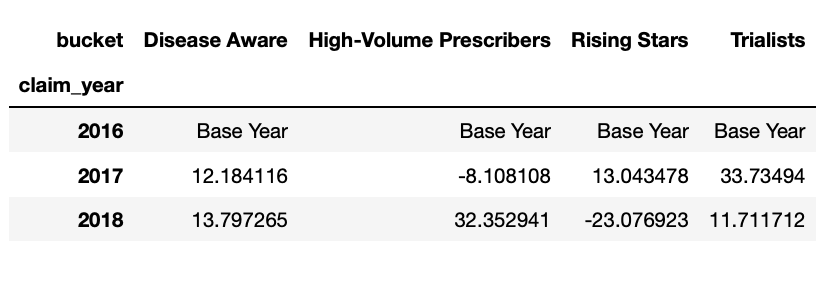 bucket Disease Aware High-Volume Prescribers Rising Stars Trialists
claim_year
2016 Base Year Base Year Base Year Base Year
2017 12.184116 -8.108108 13.043478 33.73494
2018 13.797265 32.352941 -23.076923 11.711712